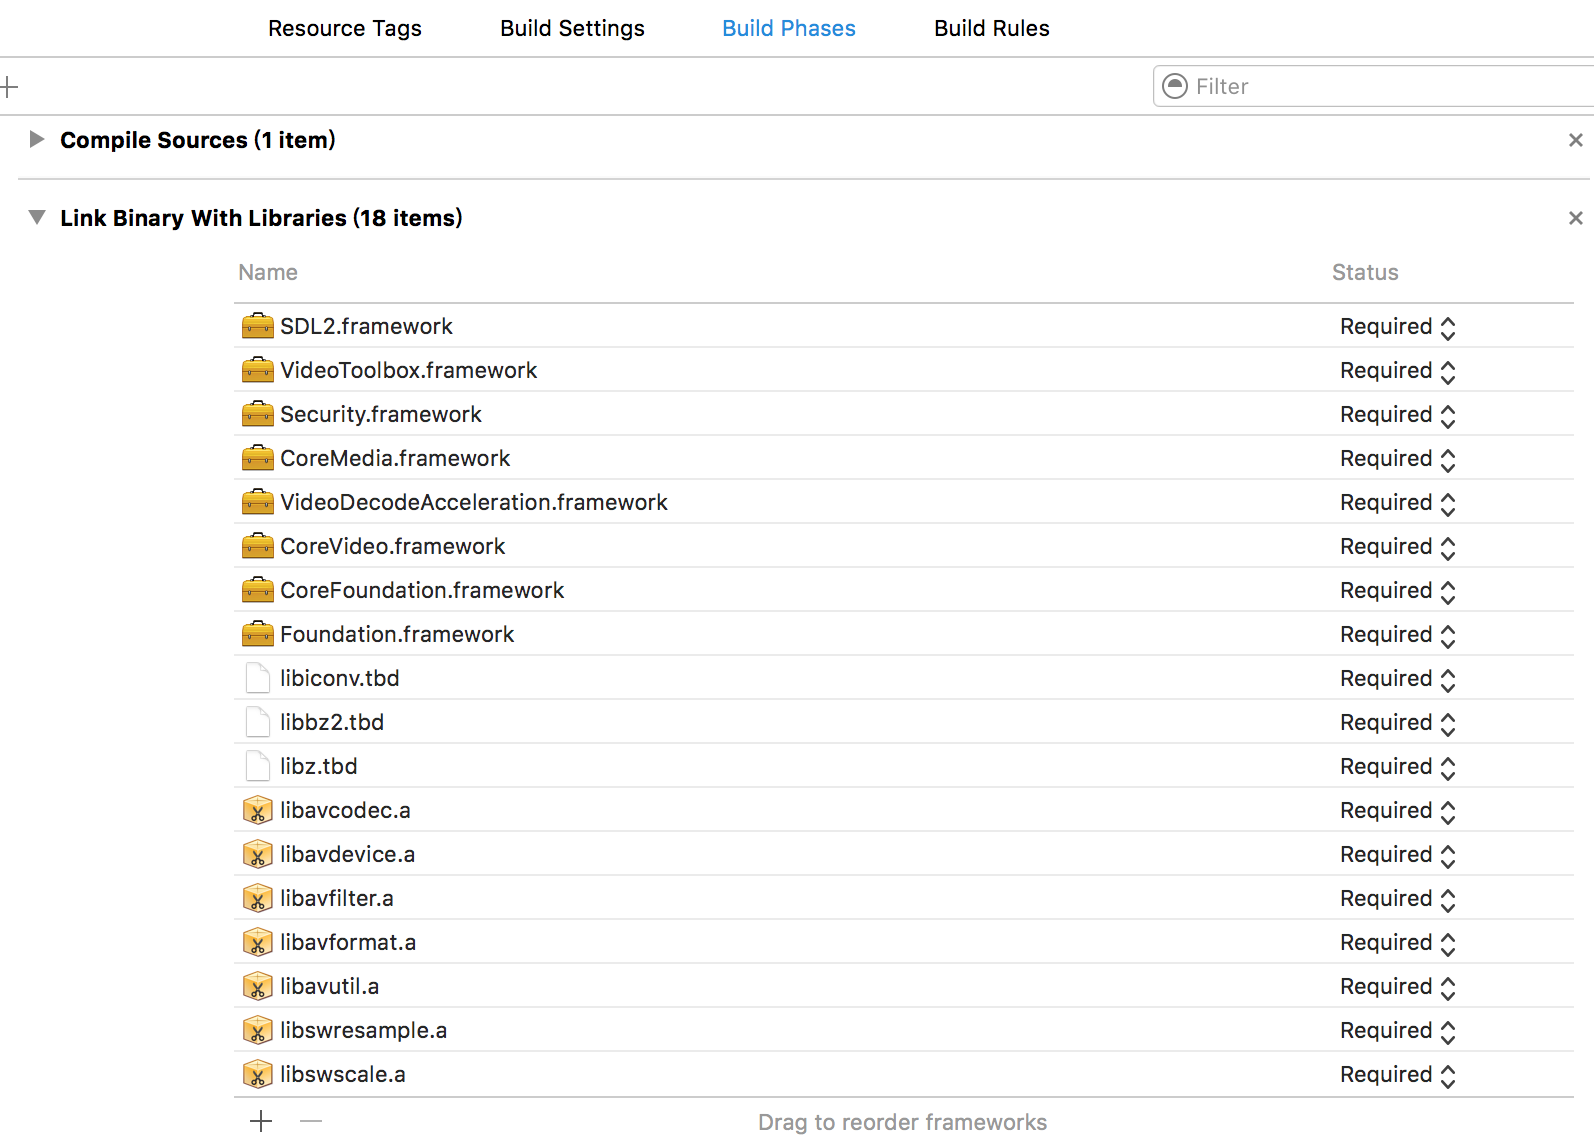 Resource Tags Build Settings Build Phases Build Rules
Filter
Compile Sources (1 item)
Link Binary With Libraries (18 items)
Name Status
SDL2.framework Required
VideoToolbox.framework Required
Security.framework Required
CoreMedia.framework Required
VideoDecodeAcceleration.framework Required
CoreVideo.framework Required
CoreFoundation.framework Required
Foundation.framework Required
libiconv.tbd Required
libbz2.tbd Required
libz.tbd Required
libavcodec.a Required
libavdevice.a Required
libavfilter.a Required
libavformat.a Required
libavutil.a Required
libswresample.a Required
libswscale.a Required
Drag to reorder frameworks